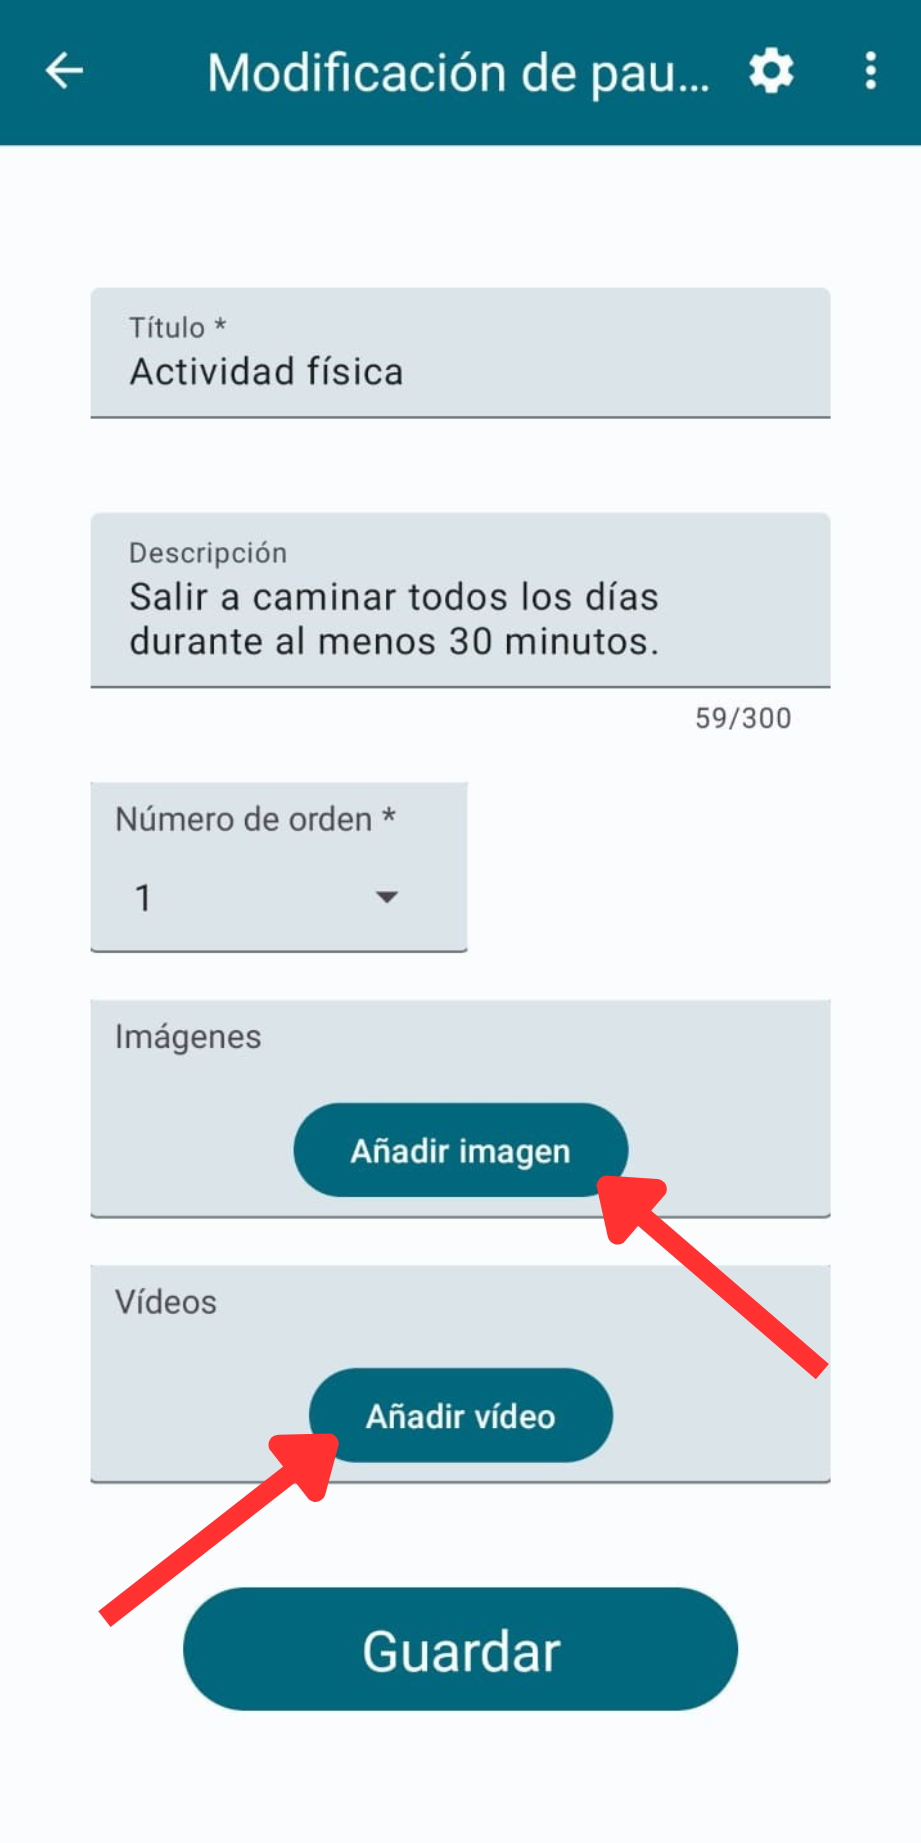 Modificación de pau...
Título *
Actividad física
Descripción
Salir a caminar todos los días
durante al menos 30 minutos.
59/300
Número de orden *
1
Imágenes
Añadir imagen
Vídeos
Añadir vídeo
Guardar